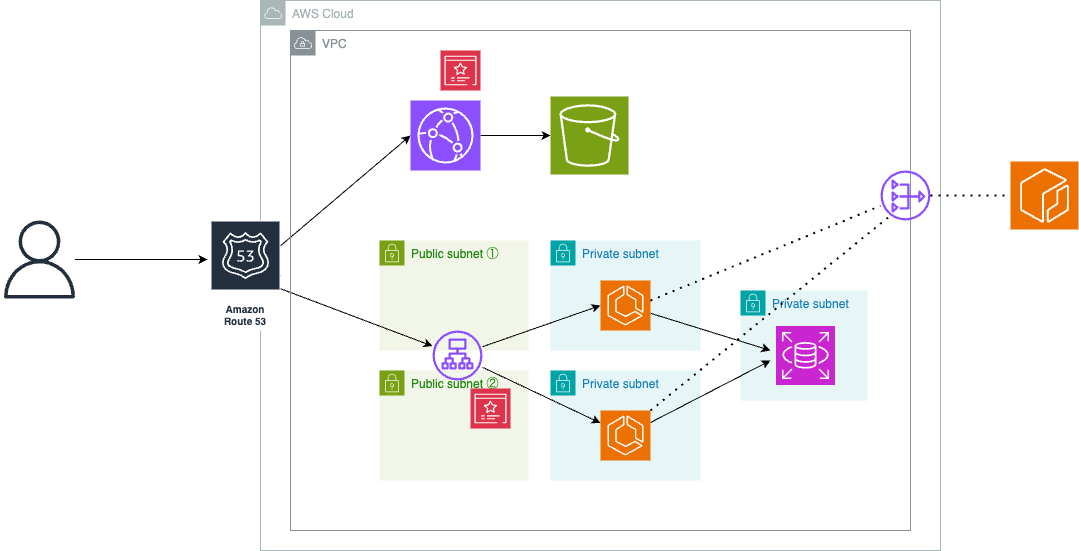 AWS Cloud
VPC
Public subnet ①
Private subnet
53
Amazon
Route 53
Private subnet
Public subnet ②
Private subnet